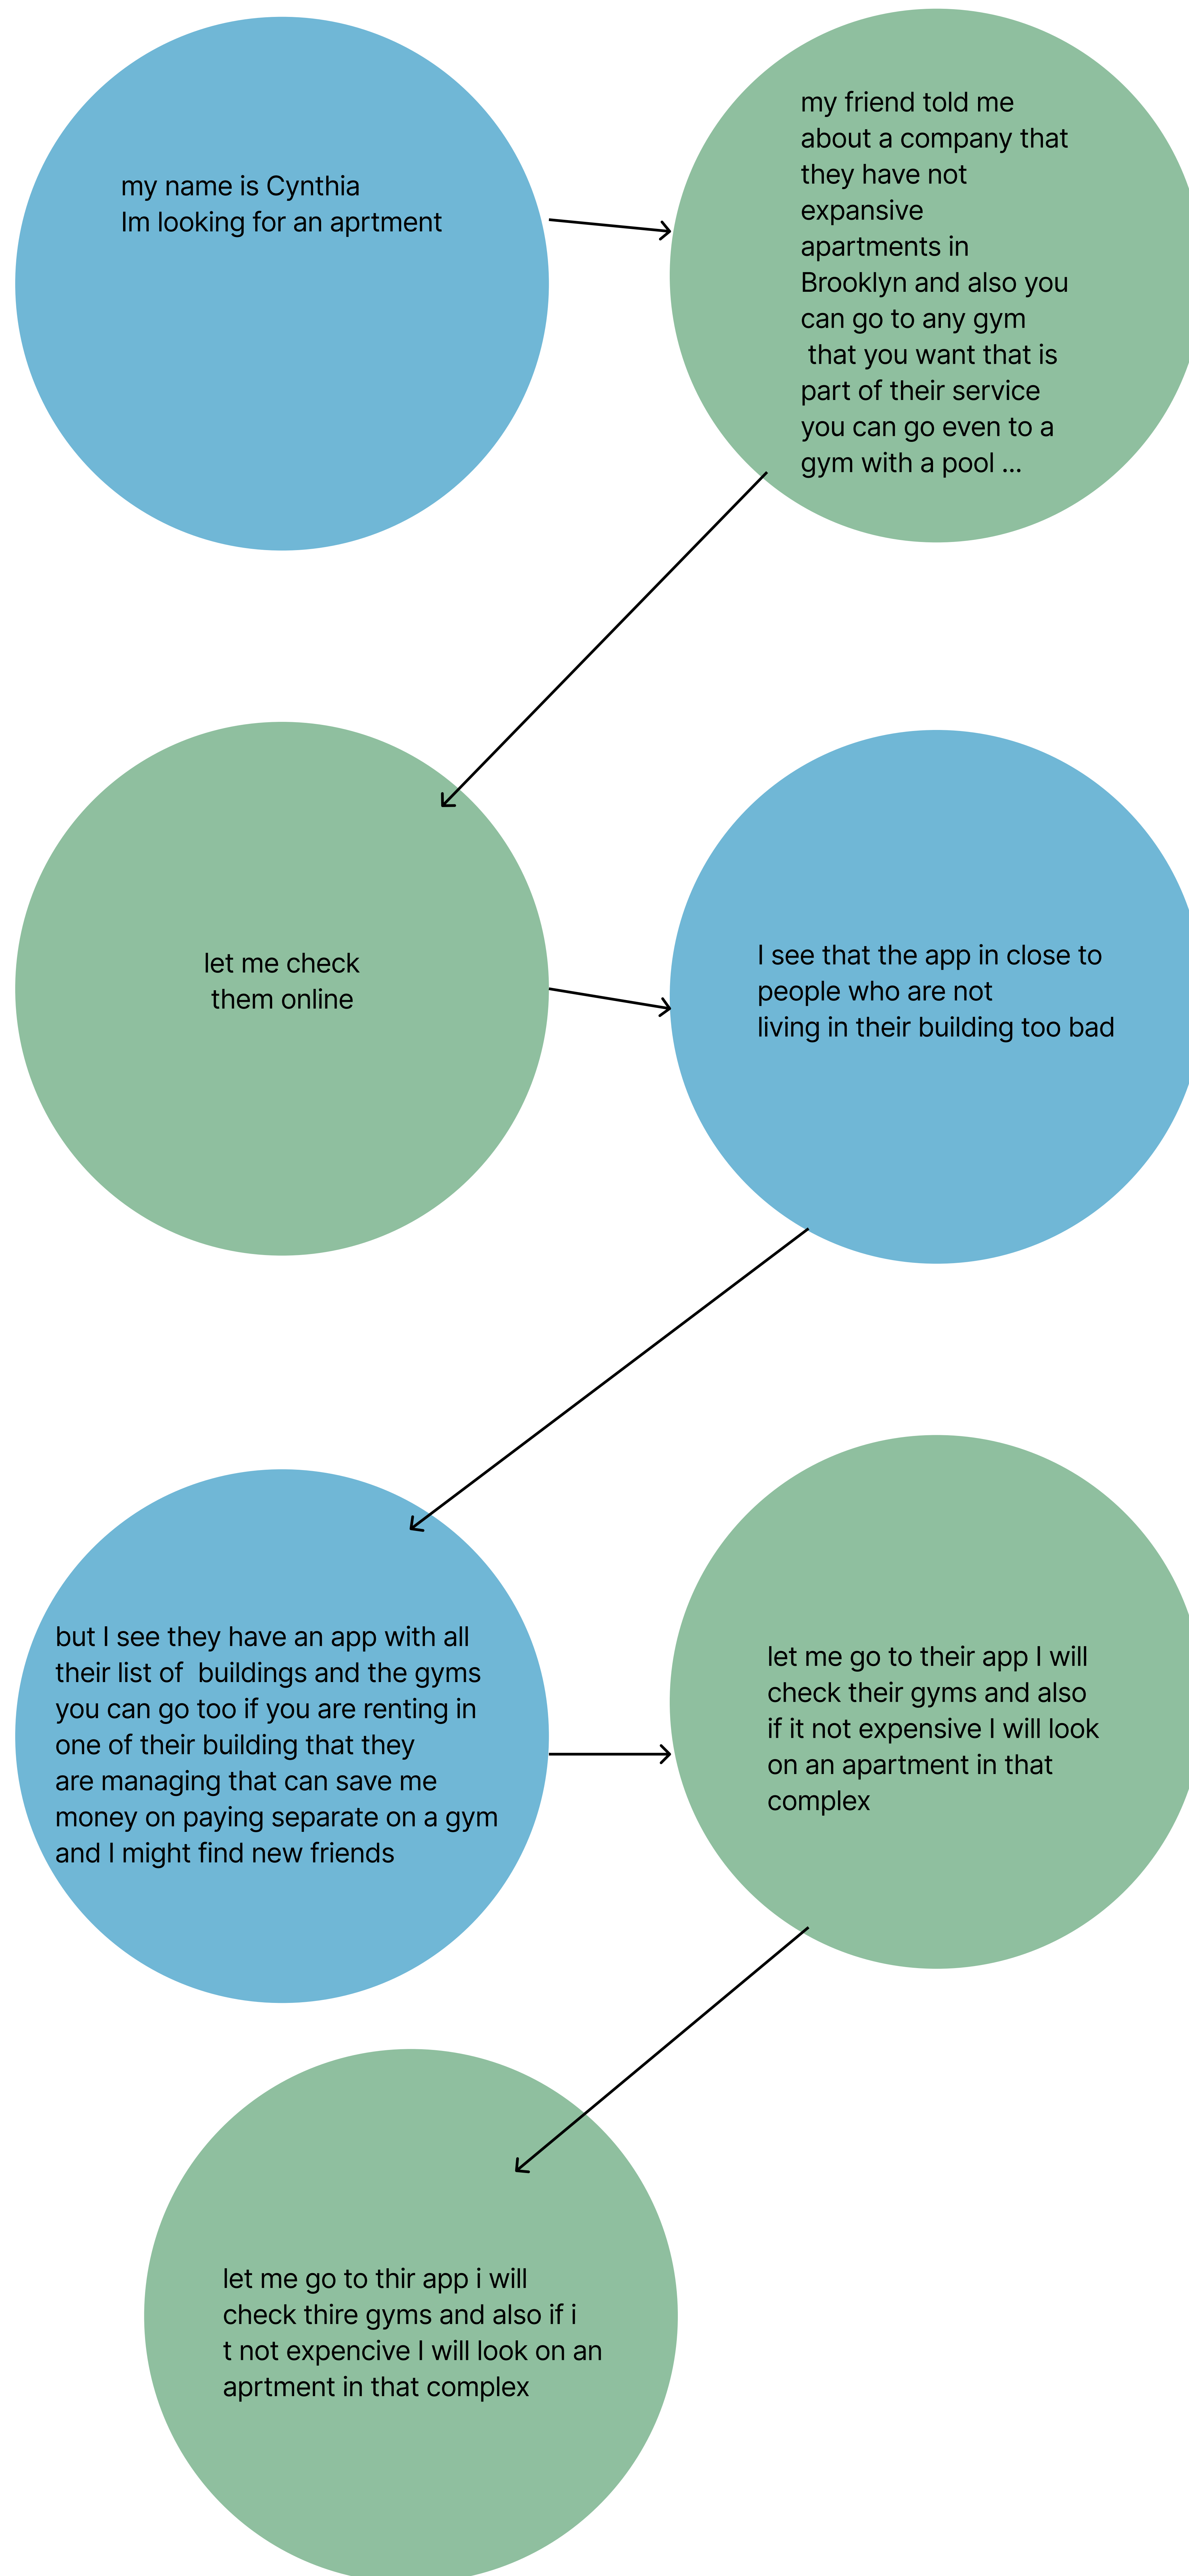 my name is Cynthia
Im looking for an aprtment
my friend told me
about a company that
they have not
expansive
apartments in
Brooklyn and also you
can go to any gym
that you want that is
part of their service
you can go even to a
gym with a pool ...
let me check
them online
I see that the app in close to
people who are not
living in their building too bad
but I see they have an app with all
their list of  buildings and the gyms
you can go too if you are renting in
one of their building that they
are managing that can save me
money on paying separate on a gym
and I might find new friends
let me go to their app I will
check their gyms and also
if it not expensive I will look
on an apartment in that
complex
let me go to thir app i will
check thire gyms and also if i
t not expencive I will look on an
aprtment in that complex